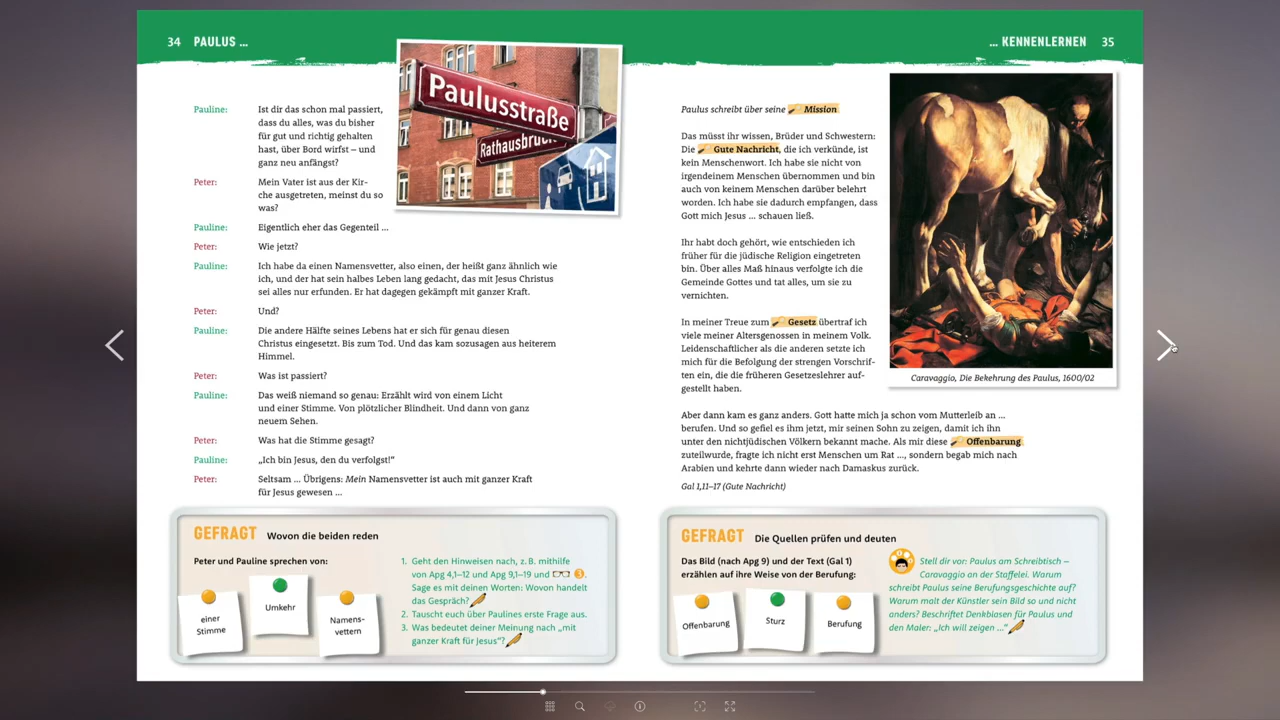 34 PAULUS ...
Paulusstraße
Pauline: Ist dir das schon mal passiert,
dass du alles, was du bisher
für gut und richtig gehalten
hast, über Bord wirfst – und
ganz neu anfängst?
Peter: Mein Vater ist aus der Kir-
che ausgetreten, meinst du so
was?
Pauline: Eigentlich eher das Gegenteil ...
Peter: Wie jetzt?
Pauline: Ich habe da einen Namensvetter, also einen, der heißt ganz ähnlich wie
ich, und der hat sein halbes Leben lang gedacht, das mit Jesus Christus
sei alles nur erfunden. Er hat dagegen gekämpft mit ganzer Kraft.
Peter: Und?
Pauline: Die andere Hälfte seines Lebens hat er sich für genau diesen
Christus eingesetzt. Bis zum Tod. Und das kam sozusagen aus heiterem
Himmel.
Peter: Was ist passiert?
Pauline: Das weiß niemand so genau: Erzählt wird von einem Licht
und einer Stimme. Von plötzlicher Blindheit. Und dann von ganz
neuem Sehen.
Peter: Was hat die Stimme gesagt?
Pauline: „Ich bin Jesus, den du verfolgst!“
Peter: Seltsam ... Übrigens: Mein Namensvetter ist auch mit ganzer Kraft
für Jesus gewesen ...
GEFRAGT Wovon die beiden reden
Peter und Pauline sprechen von:
einer
Stimme
Umkehr
Namens-
vettern
1. Geht den Hinweisen nach, z. B. mithilfe
von Apg 4,1–12 und Apg 9,1–19 und 3.
Sage es mit deinen Worten: Wovon handelt
das Gespräch?
2. Tauscht euch über Paulines erste Frage aus.
3. Was bedeutet deiner Meinung nach „mit
ganzer Kraft für Jesus“?
... KENNENLERNEN 35
Paulus schreibt über seine Mission
Das müsst ihr wissen, Brüder und Schwestern:
Die Gute Nachricht, die ich verkünde, ist
kein Menschenwort. Ich habe sie nicht von
irgendeinem Menschen übernommen und bin
auch von keinem Menschen darüber belehrt
worden. Ich habe sie dadurch empfangen, dass
Gott mich Jesus ... schauen ließ.
Ihr habt doch gehört, wie entschieden ich
früher für die jüdische Religion eingetreten
bin. Über alles Maß hinaus verfolgte ich die
Gemeinde Gottes und tat alles, um sie zu
vernichten.
In meiner Treue zum Gesetz übertraf ich
viele meiner Altersgenossen in meinem Volk.
Leidenschaftlicher als die anderen setzte ich
mich für die Befolgung der strengen Vorschrif-
ten ein, die die früheren Gesetzeslehrer auf-
gestellt haben.
Caravaggio, Die Bekehrung des Paulus, 1600/02
Aber dann kam es ganz anders. Gott hatte mich ja schon vom Mutterleib an ...
berufen. Und so gefiel es ihm jetzt, mir seinen Sohn zu zeigen, damit ich ihn
unter den nichtjüdischen Völkern bekannt mache. Als mir diese Offenbarung
zuteilwurde, fragte ich nicht erst Menschen um Rat ..., sondern begab mich nach
Arabien und kehrte dann wieder nach Damaskus zurück.
Gal 1,11–17 (Gute Nachricht)
GEFRAGT Die Quellen prüfen und deuten
Das Bild (nach Apg 9) und der Text (Gal 1)
erzählen auf ihre Weise von der Berufung:
Offenbarung
Sturz
Berufung
Stell dir vor: Paulus am Schreibtisch –
Caravaggio an der Staffelei. Warum
schreibt Paulus seine Berufungsgeschichte auf?
Warum malt der Künstler sein Bild so und nicht
anders? Beschriftet Denkblasen für Paulus und
den Maler: „Ich will zeigen ...“